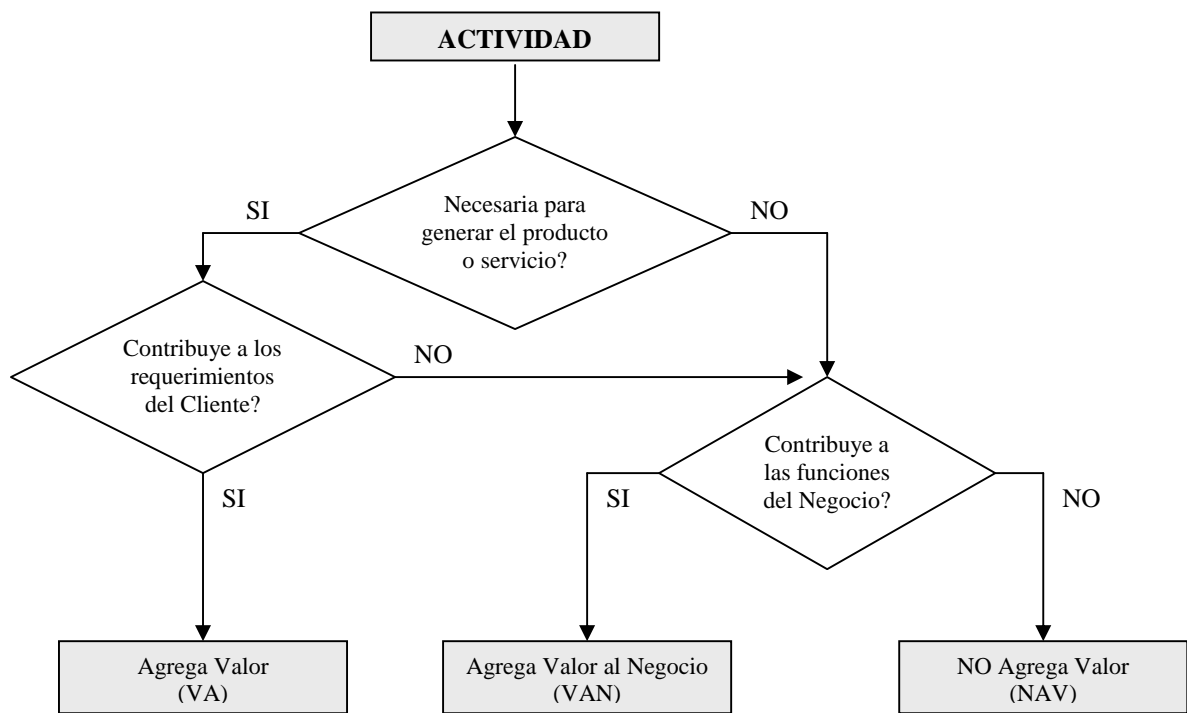 ACTIVIDAD
SI
Necesaria para
generar el producto
o servicio?
NO
Contribuye a los
requerimientos
del Cliente?
NO
Contribuye a
las funciones
del Negocio?
SI
SI
NO
Agrega Valor
(VA)
Agrega Valor al Negocio
(VAN)
NO Agrega Valor
(NAV)